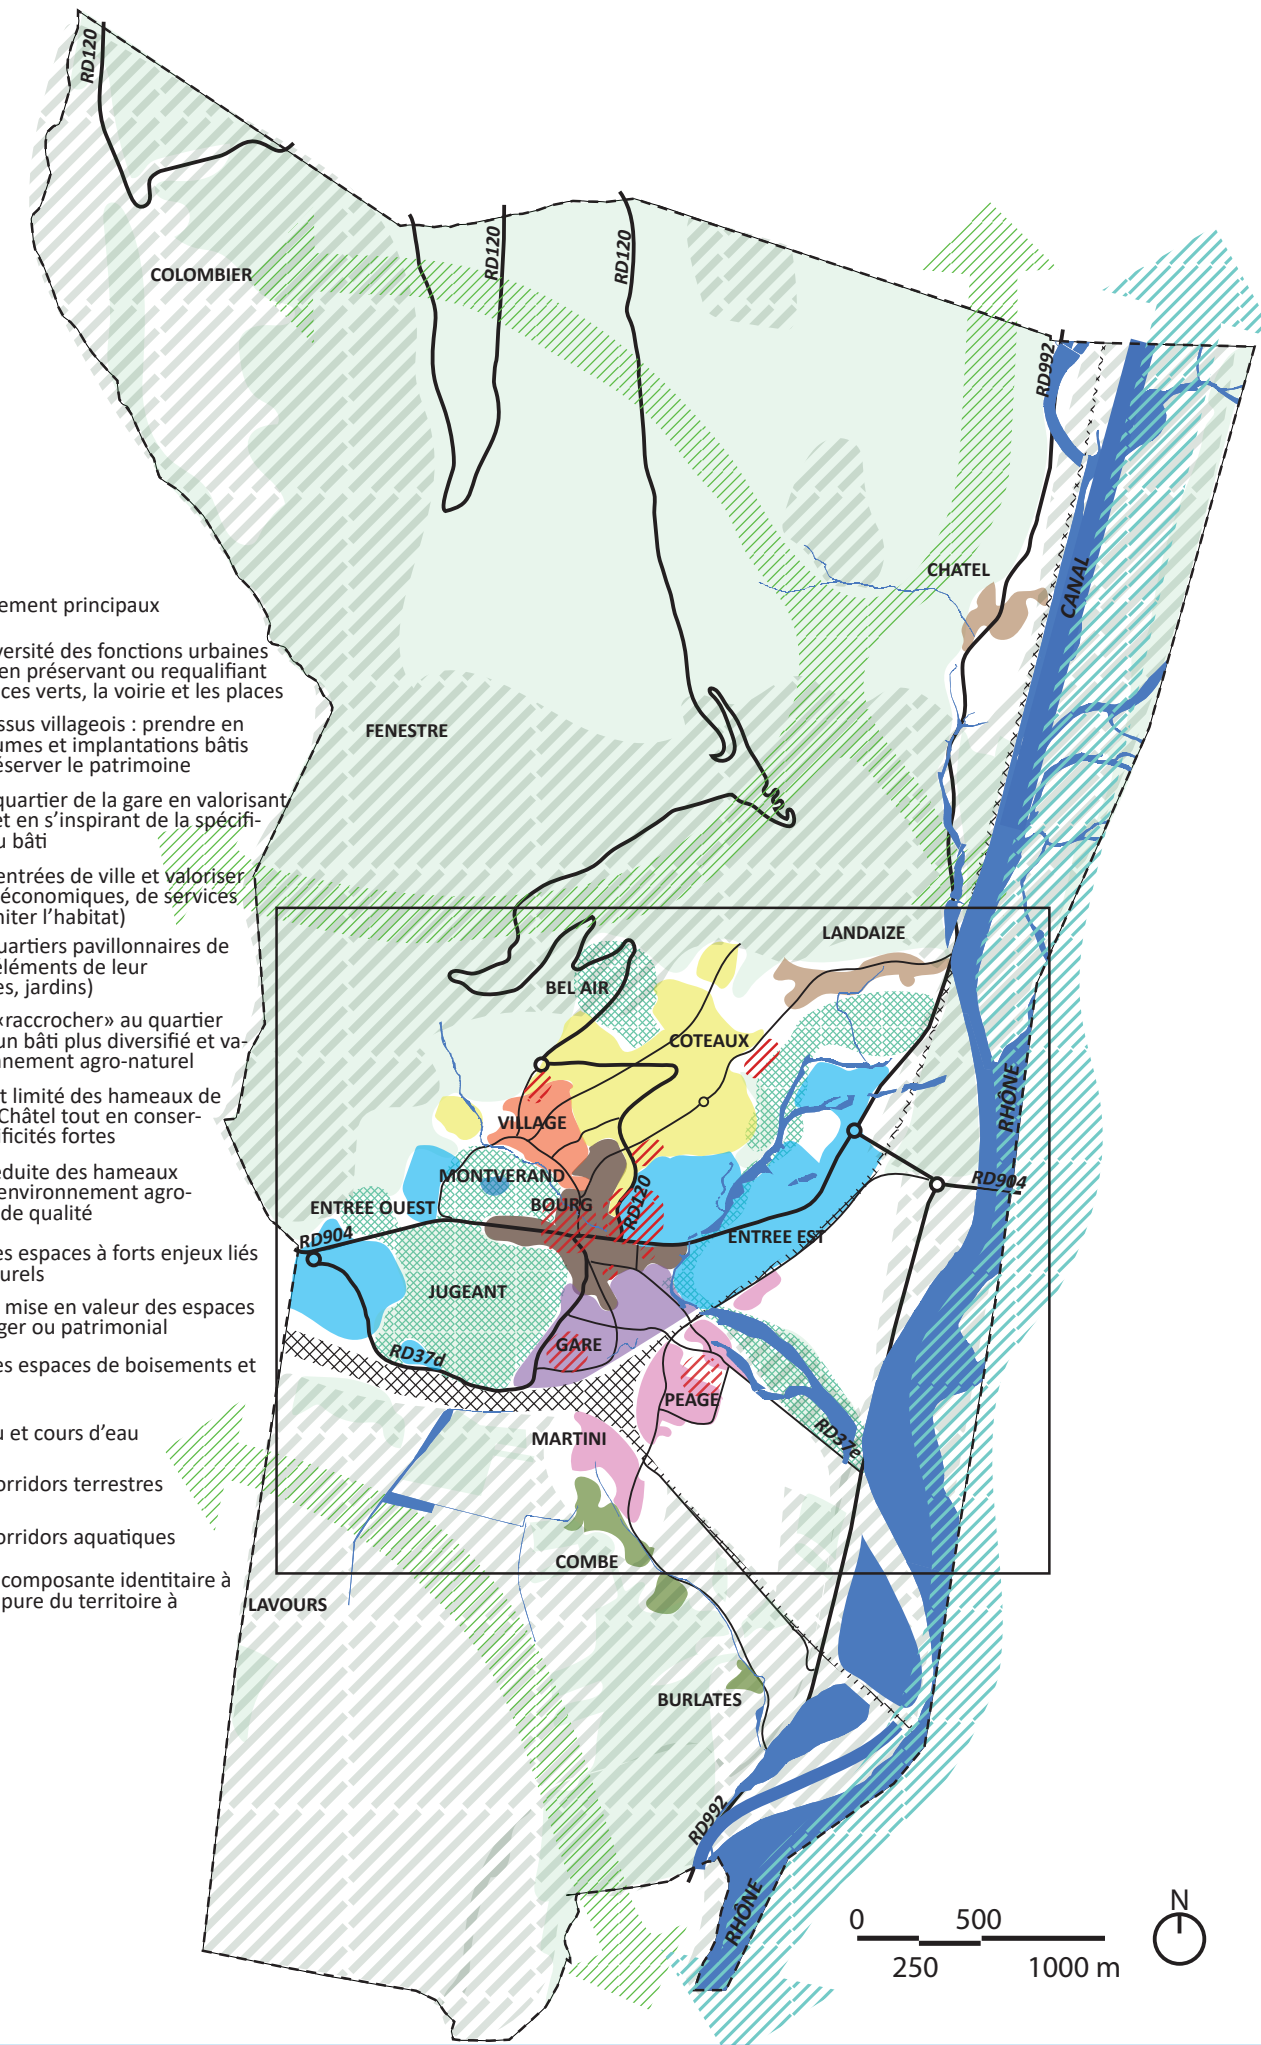 RD120
COLOMBIER
RD120
RD120
RD992
CANAL
CHATEL
FENESTRE
ement principaux
versité des fonctions urbaines
en préservant ou requalifiant
ces verts, la voirie et les places
ssus villageois : prendre en
umes et implantations bâtis
éserver le patrimoine
quartier de la gare en valorisant
et en s’inspirant de la spécifi-
u bâti
entrées de ville et valoriser
économiques, de services
niter l’habitat)
uartiers pavillonnaires de
éléments de leur
es, jardins)
«raccrocher» au quartier
un bâti plus diversifié et va-
nnement agro-naturel
t limité des hameaux de
Châtel tout en conser-
ificités fortes
éduite des hameaux
environnement agro-
de qualité
es espaces à forts enjeux liés
urels
mise en valeur des espaces
ger ou patrimonial
es espaces de boisements et
u et cours d’eau
orridors terrestres
orridors aquatiques
composante identitaire à
pure du territoire à
LANDAIZE
BEL AIR
COTEAUX
RHÔNE
VILLAGE
MONTVERAND
RD904
BOURG
RD120
ENTREE OUEST
RD904
ENTREE EST
JUGEANT
GARE
RD37d
PEAGE
MARTINI
RD37e
COMBE
LAVOURS
BURLATES
RD992
RHÔNE
0 500
250 1000 m
N